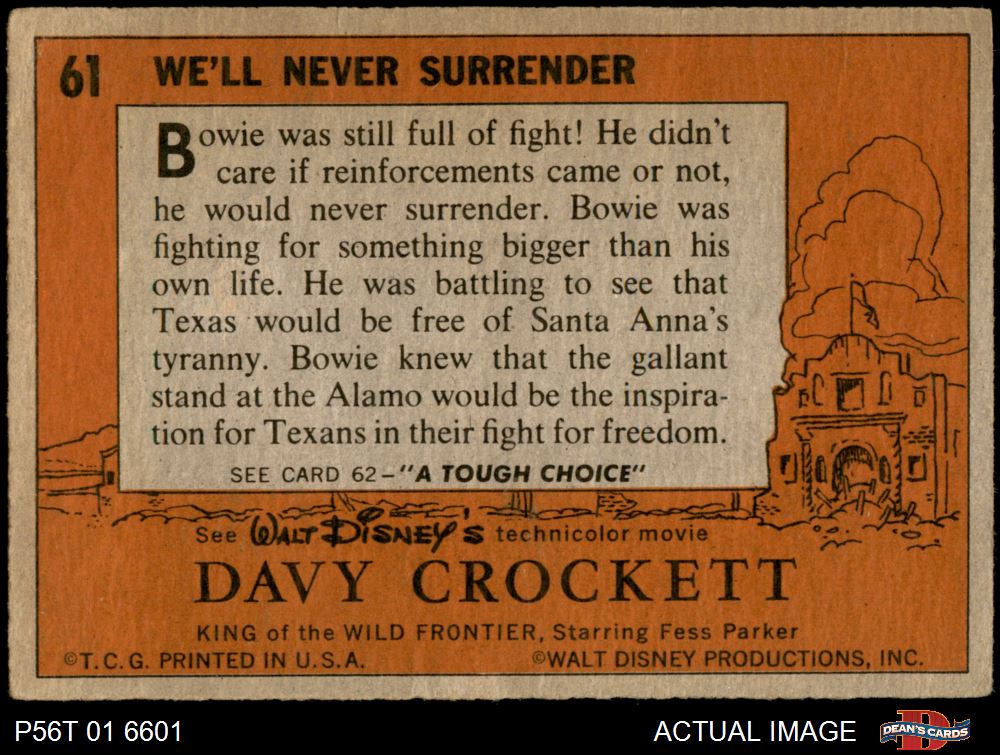 61 WE'LL NEVER SURRENDER
Bowie was still full of fight! He didn't
care if reinforcements came or not,
he would never surrender. Bowie was
fighting for something bigger than his
own life. He was battling to see that
Texas would be free of Santa Anna's
tyranny. Bowie knew that the gallant
stand at the Alamo would be the inspira-
tion for Texans in their fight for freedom.
SEE CARD 62-"A TOUGH CHOICE"
See WALT DISNEY'S technicolor movie
DAVY CROCKETT
KING of the WILD FRONTIER, Starring Fess Parker
©T.C.G. PRINTED IN U.S.A. ©WALT DISNEY PRODUCTIONS, INC.
P56T 01 6601 ACTUAL IMAGE D DEAN'S CARDS